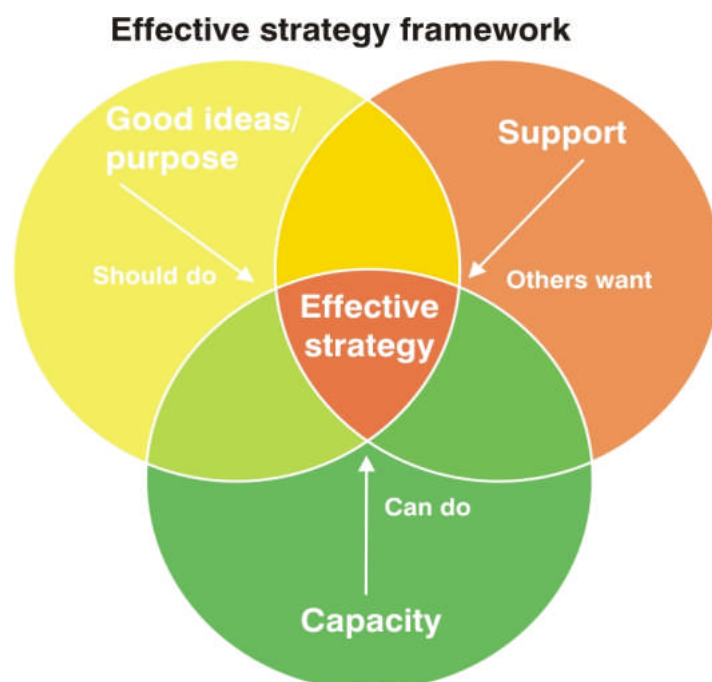 Effective strategy framework
Good ideas/
purpose
Support
Should do
Others want
Effective
strategy
Can do
Capacity